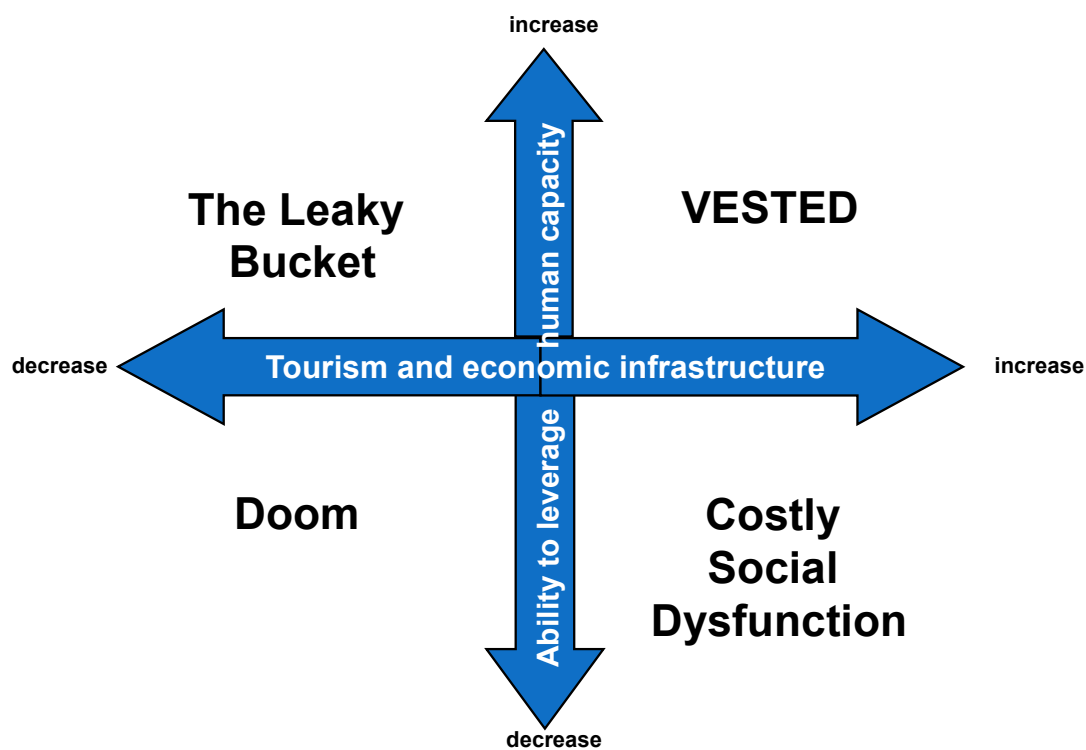 increase
The Leaky
Bucket
VESTED
Ability to leverage human capacity
decrease
Tourism and economic infrastructure
increase
Doom
Costly
Social
Dysfunction
decrease